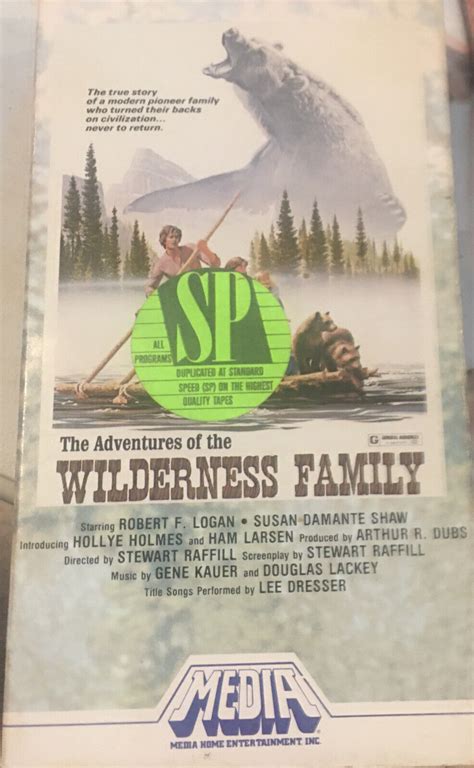 The true story
of a modern pioneer family
who turned their backs
on civilization...
never to return.
SP
ALL
PROGRAMS
DUPLICATED AT STANDARD
SPEED (SP) ON THE HIGHEST
QUALITY TAPES
The Adventures of the
G GENERAL AUDIENCES
WILDERNESS FAMILY
Starring ROBERT F. LOGAN • SUSAN DAMANTE SHAW
Introducing HOLLYE HOLMES and HAM LARSEN Produced by ARTHUR R. DUBS
Directed by STEWART RAFFILL Screenplay by STEWART RAFFILL
Music by GENE KAUER and DOUGLAS LACKEY
Title Songs Performed by LEE DRESSER
MEDIA
MEDIA HOME ENTERTAINMENT, INC.